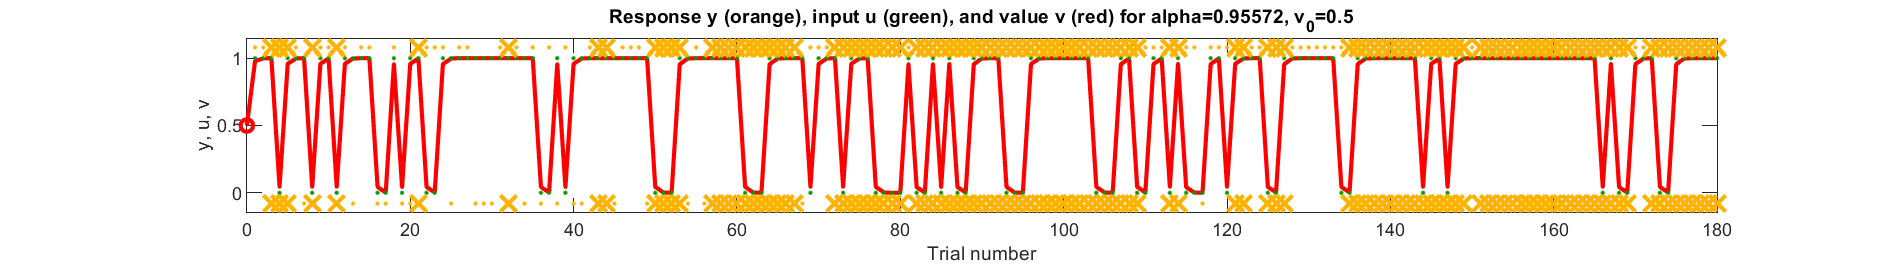 Response y (orange), input u (green), and value v (red) for alpha=0.95572, v0=0.5
y, u, v
1
0.5
0
0 20 40 60 80 100 120 140 160 180
Trial number